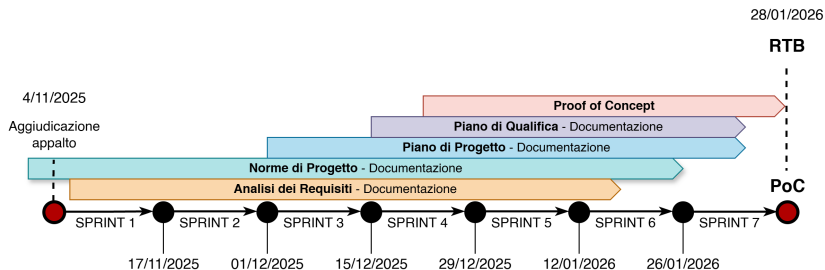 28/01/2026
RTB
4/11/2025
Aggiudicazione
appalto
Proof of Concept
Piano di Qualifica - Documentazione
Piano di Progetto - Documentazione
Norme di Progetto - Documentazione
Analisi dei Requisiti - Documentazione
PoC
SPRINT 1
SPRINT 2
SPRINT 3
SPRINT 4
SPRINT 5
SPRINT 6
SPRINT 7
17/11/2025
01/12/2025
15/12/2025
29/12/2025
12/01/2026
26/01/2026